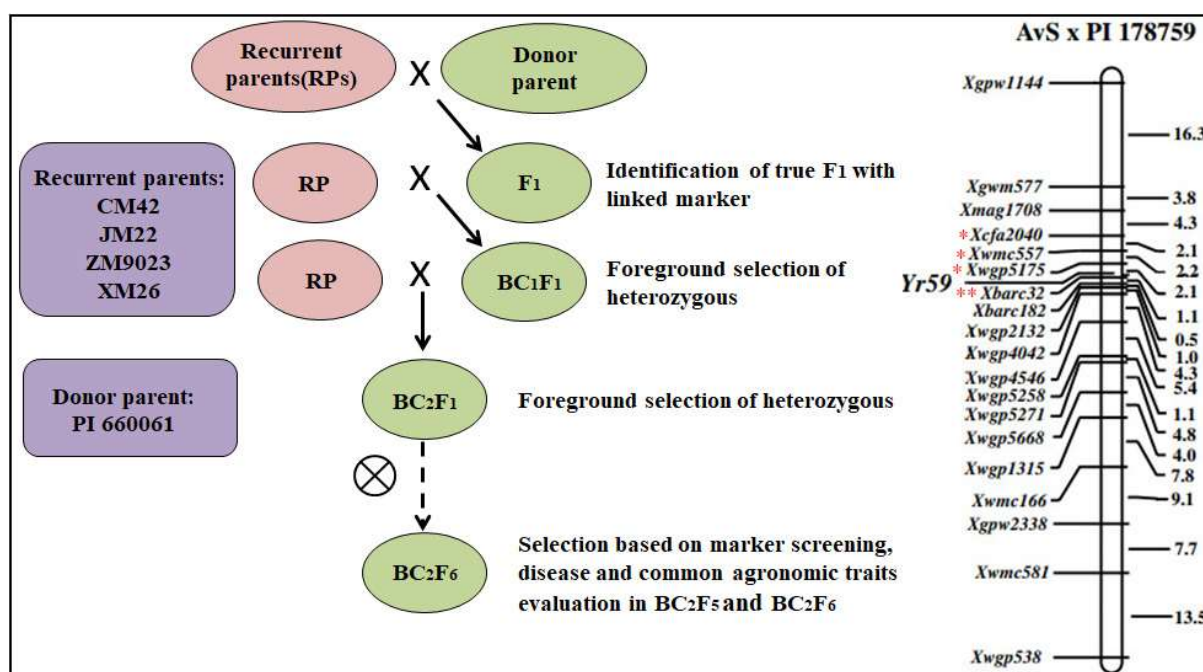 Recurrent
parents(RPs)
X
Donor
parent
Recurrent parents:
CM42
JM22
ZM9023
XM26
RP
X
F1
Identification of true F1 with
linked marker
RP
X
BC1F1
Foreground selection of
heterozygous
Donor parent:
PI 660061
BC2F1
Foreground selection of heterozygous
BC2F6
Selection based on marker screening,
disease and common agronomic traits
evaluation in BC2F5 and BC2F6
AvS x PI 178759
Xgpw1144
Xgwm577
Xmag1708
*Xcfa2040
*Xwmc557
*Xwgp5175
Yr59
**Xbarc32
Xbarc182
Xwgp2132
Xwgp4042
Xwgp4546
Xwgp5258
Xwgp5271
Xwgp5668
Xwgp1315
Xwmc166
Xgpw2338
Xwmc581
Xwgp538
16.3
3.8
4.3
2.1
2.2
2.1
1.1
0.5
1.0
4.3
5.4
1.1
4.8
4.0
7.8
9.1
7.7
13.5